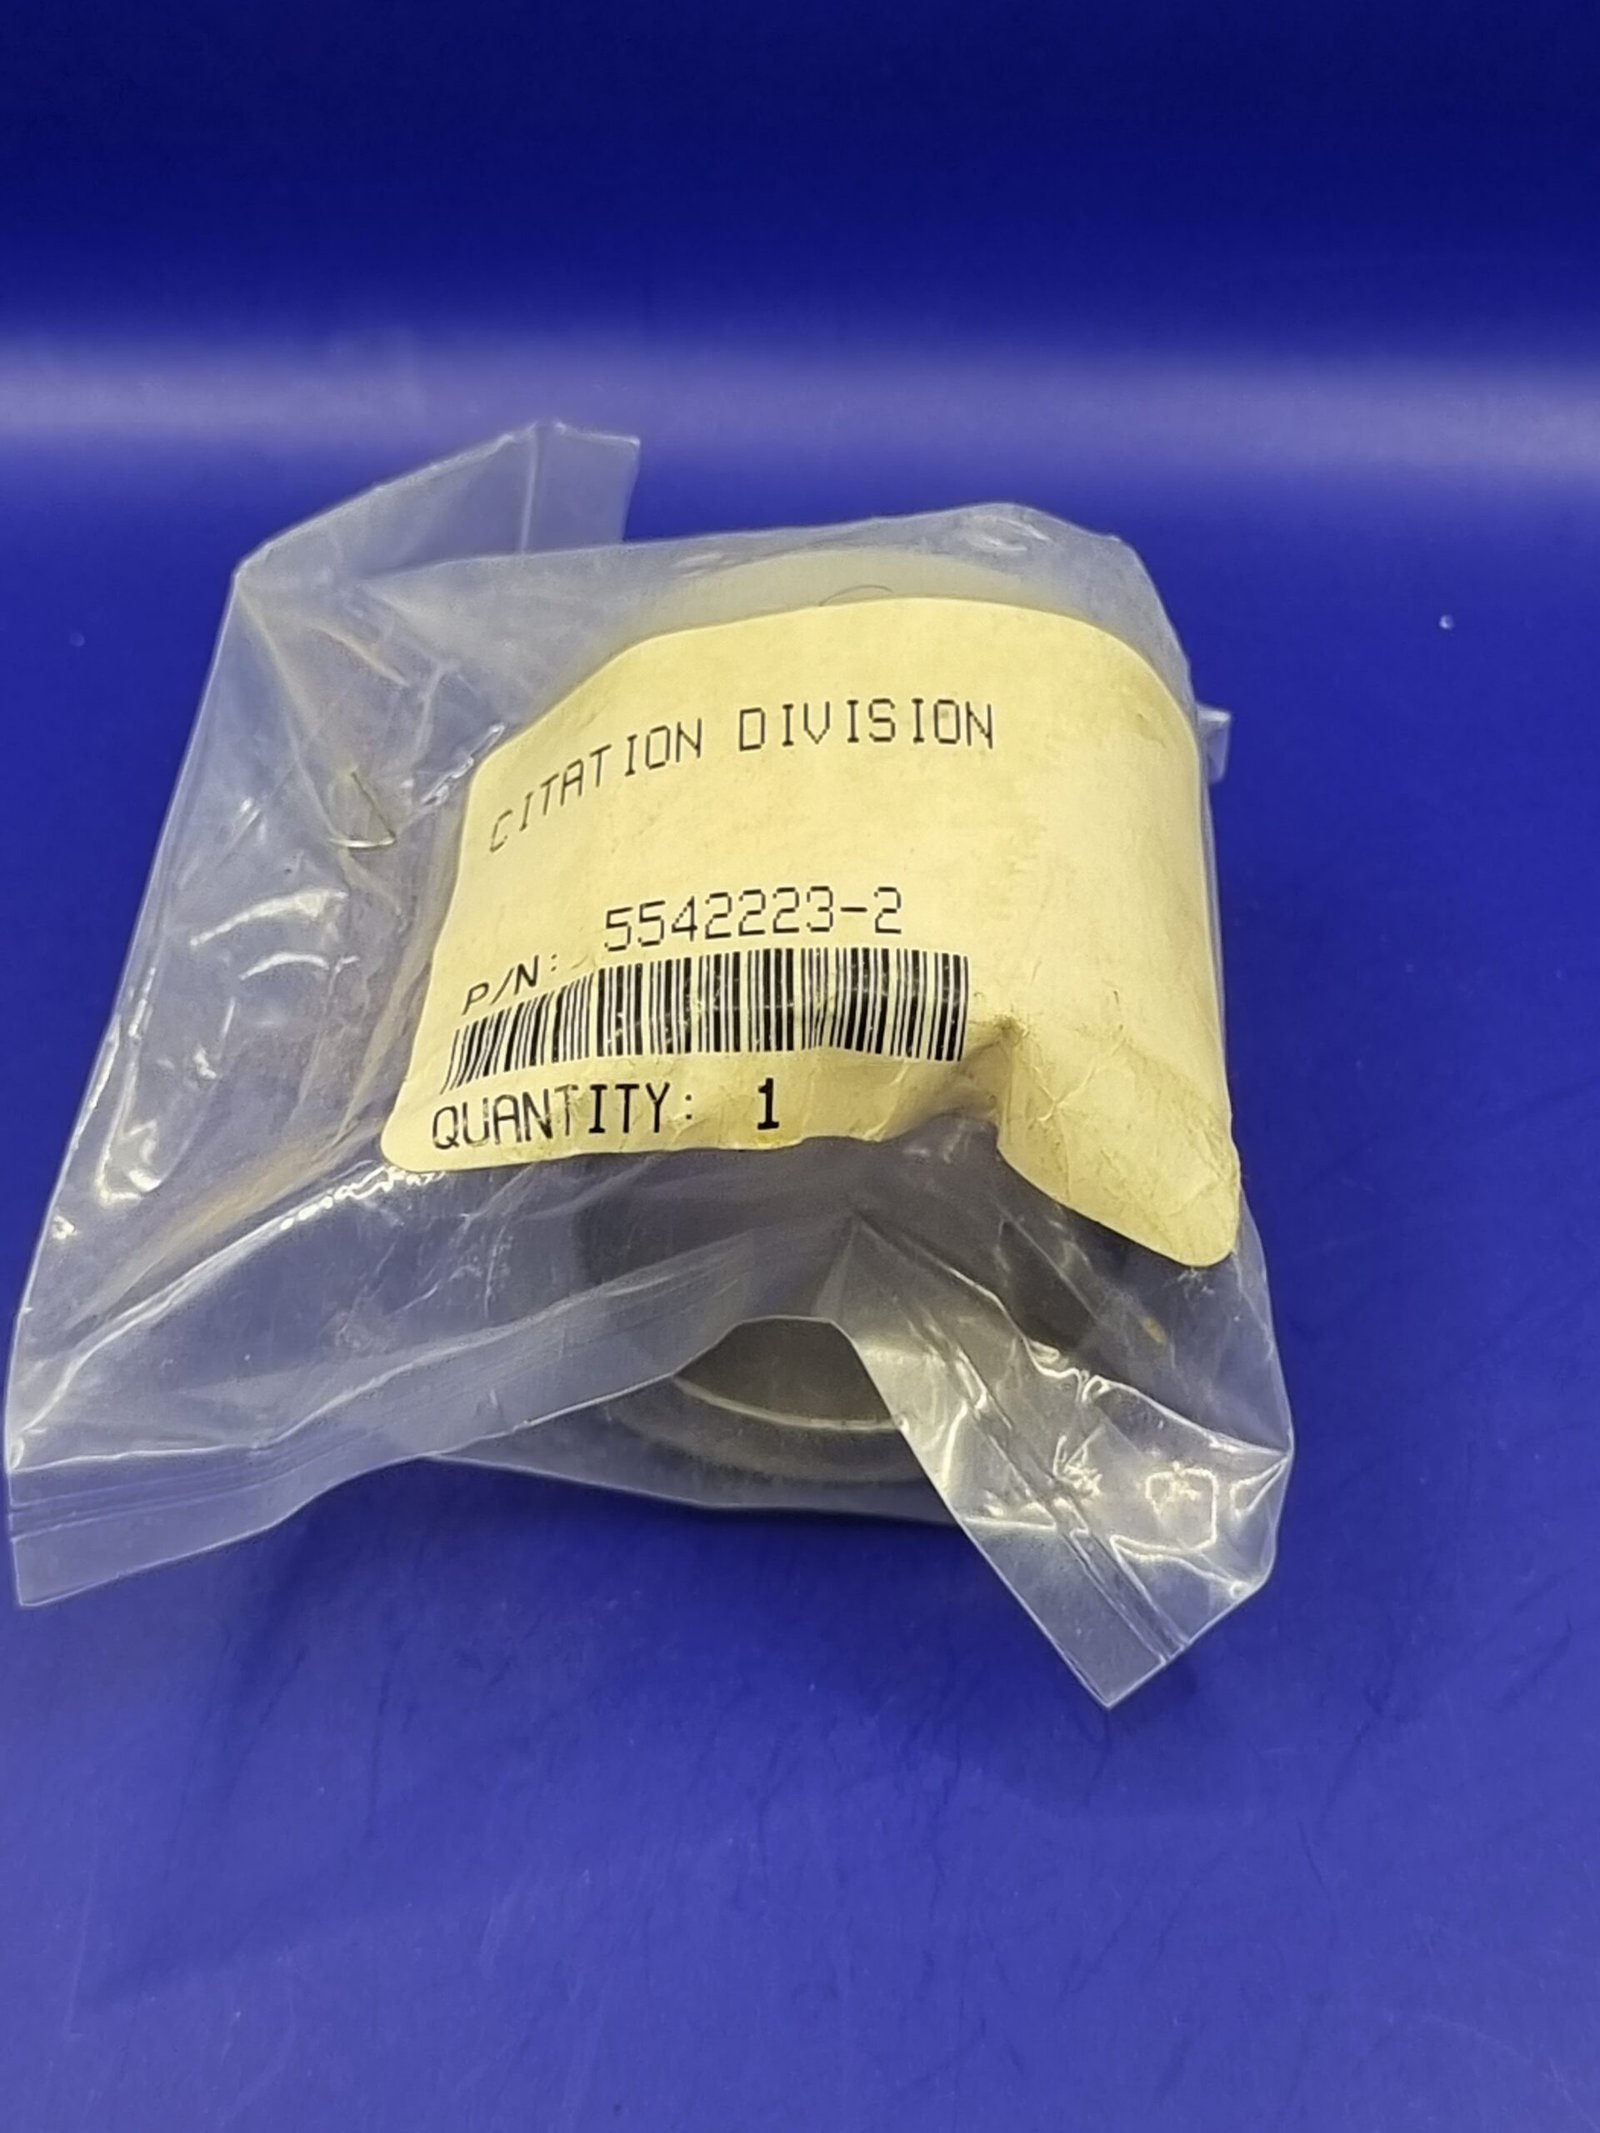 CITATION DIVISION
P/N: 5542223-2
QUANTITY: 1